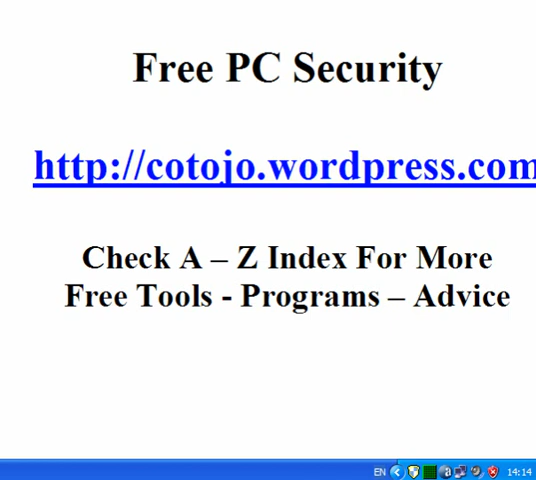 Free PC Security
http://cotojo.wordpress.com
Check A – Z Index For More
Free Tools - Programs – Advice
EN 14:14